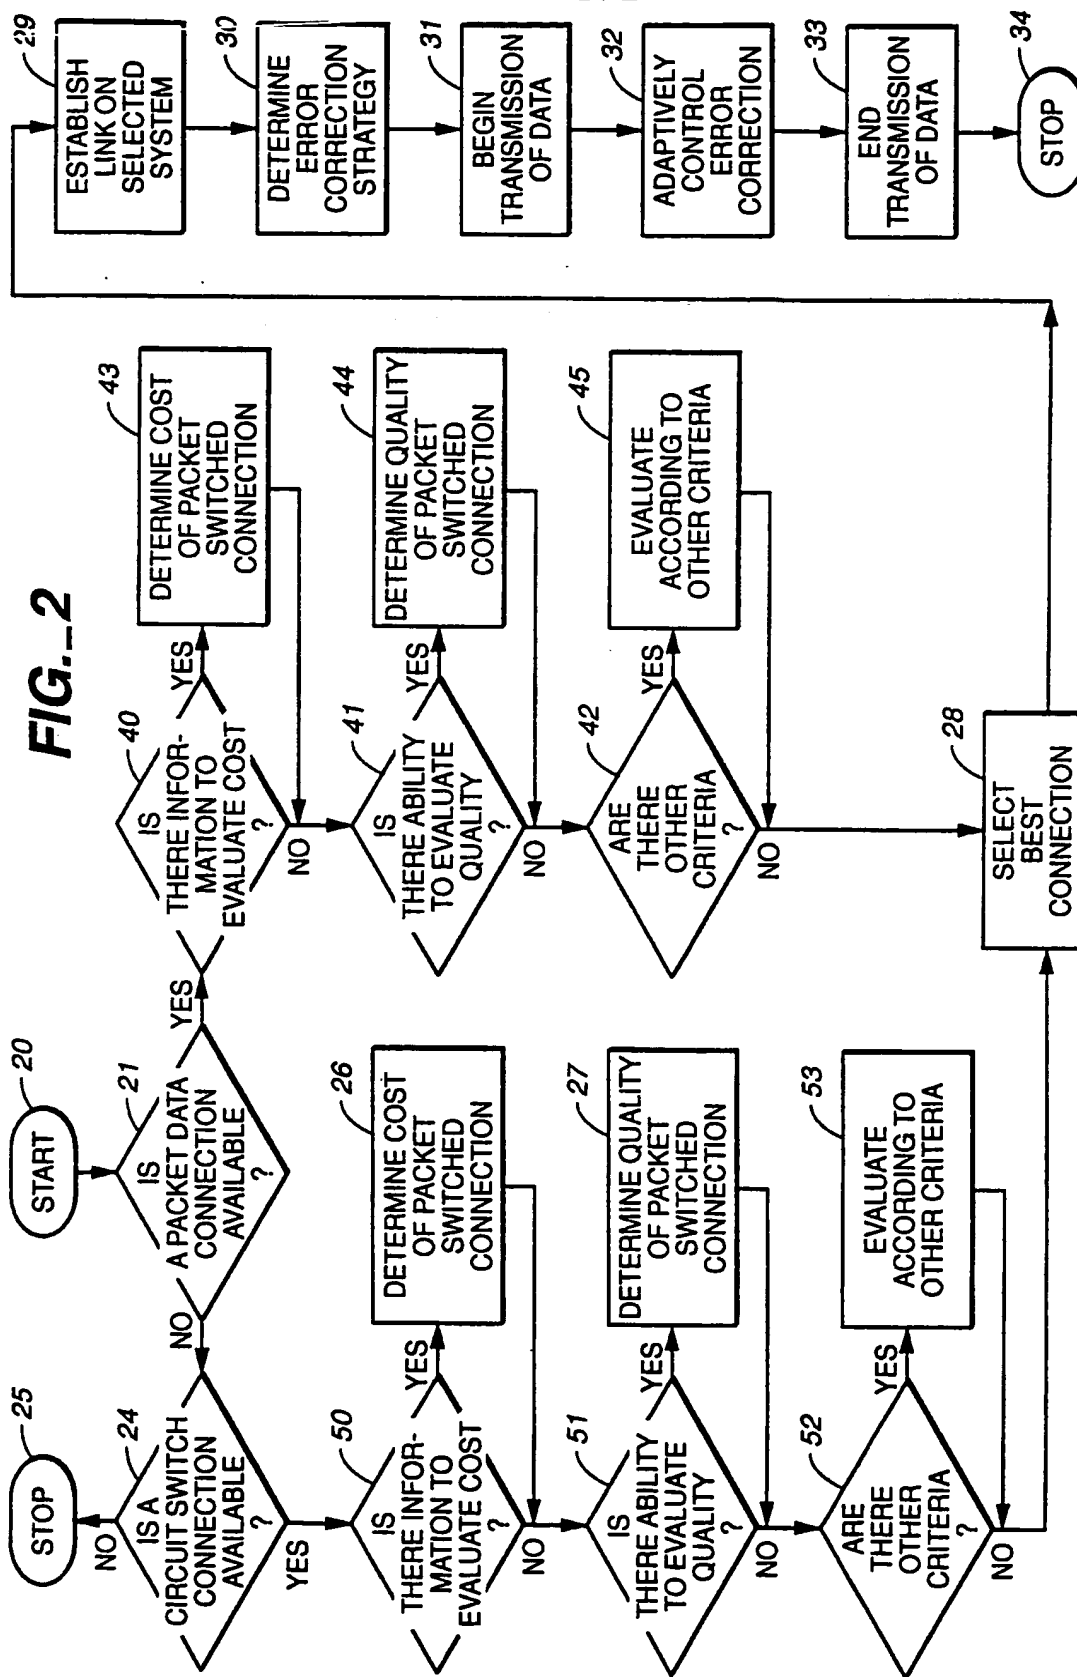 FIG._2
20
START
21
IS
A PACKET DATA
CONNECTION
AVAILABLE
?
NO
YES
25
STOP
NO
24
IS A
CIRCUIT SWITCH
CONNECTION
AVAILABLE
?
YES
50
IS
THERE INFOR-
MATION TO
EVALUATE COST
?
YES
NO
26
DETERMINE COST
OF PACKET
SWITCHED
CONNECTION
51
IS
THERE ABILITY
TO EVALUATE
QUALITY
?
YES
NO
27
DETERMINE QUALITY
OF PACKET
SWITCHED
CONNECTION
52
ARE
THERE
OTHER
CRITERIA
?
YES
NO
53
EVALUATE
ACCORDING TO
OTHER CRITERIA
40
IS
THERE INFOR-
MATION TO
EVALUATE COST
?
YES
NO
43
DETERMINE COST
OF PACKET
SWITCHED
CONNECTION
41
IS
THERE ABILITY
TO EVALUATE
QUALITY
?
YES
NO
44
DETERMINE QUALITY
OF PACKET
SWITCHED
CONNECTION
42
ARE
THERE
OTHER
CRITERIA
?
YES
NO
45
EVALUATE
ACCORDING TO
OTHER CRITERIA
28
SELECT
BEST
CONNECTION
29
ESTABLISH
LINK ON
SELECTED
SYSTEM
30
DETERMINE
ERROR
CORRECTION
STRATEGY
31
BEGIN
TRANSMISSION
OF DATA
32
ADAPTIVELY
CONTROL
ERROR
CORRECTION
33
END
TRANSMISSION
OF DATA
34
STOP